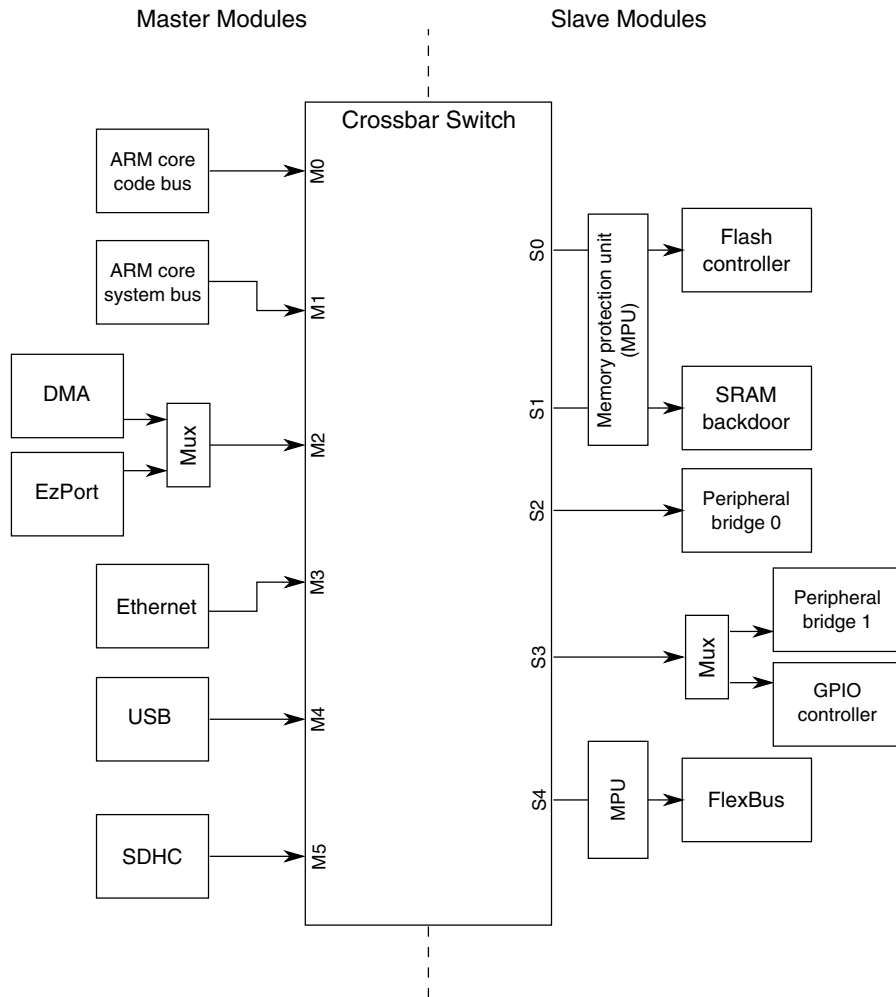 Master Modules
Slave Modules
Crossbar Switch
ARM core
code bus
M0
ARM core
system bus
M1
DMA
EzPort
Mux
M2
Ethernet
M3
USB
M4
SDHC
M5
S0
Memory protection unit
(MPU)
Flash
controller
S1
SRAM
backdoor
S2
Peripheral
bridge 0
S3
Mux
Peripheral
bridge 1
GPIO
controller
S4
MPU
FlexBus